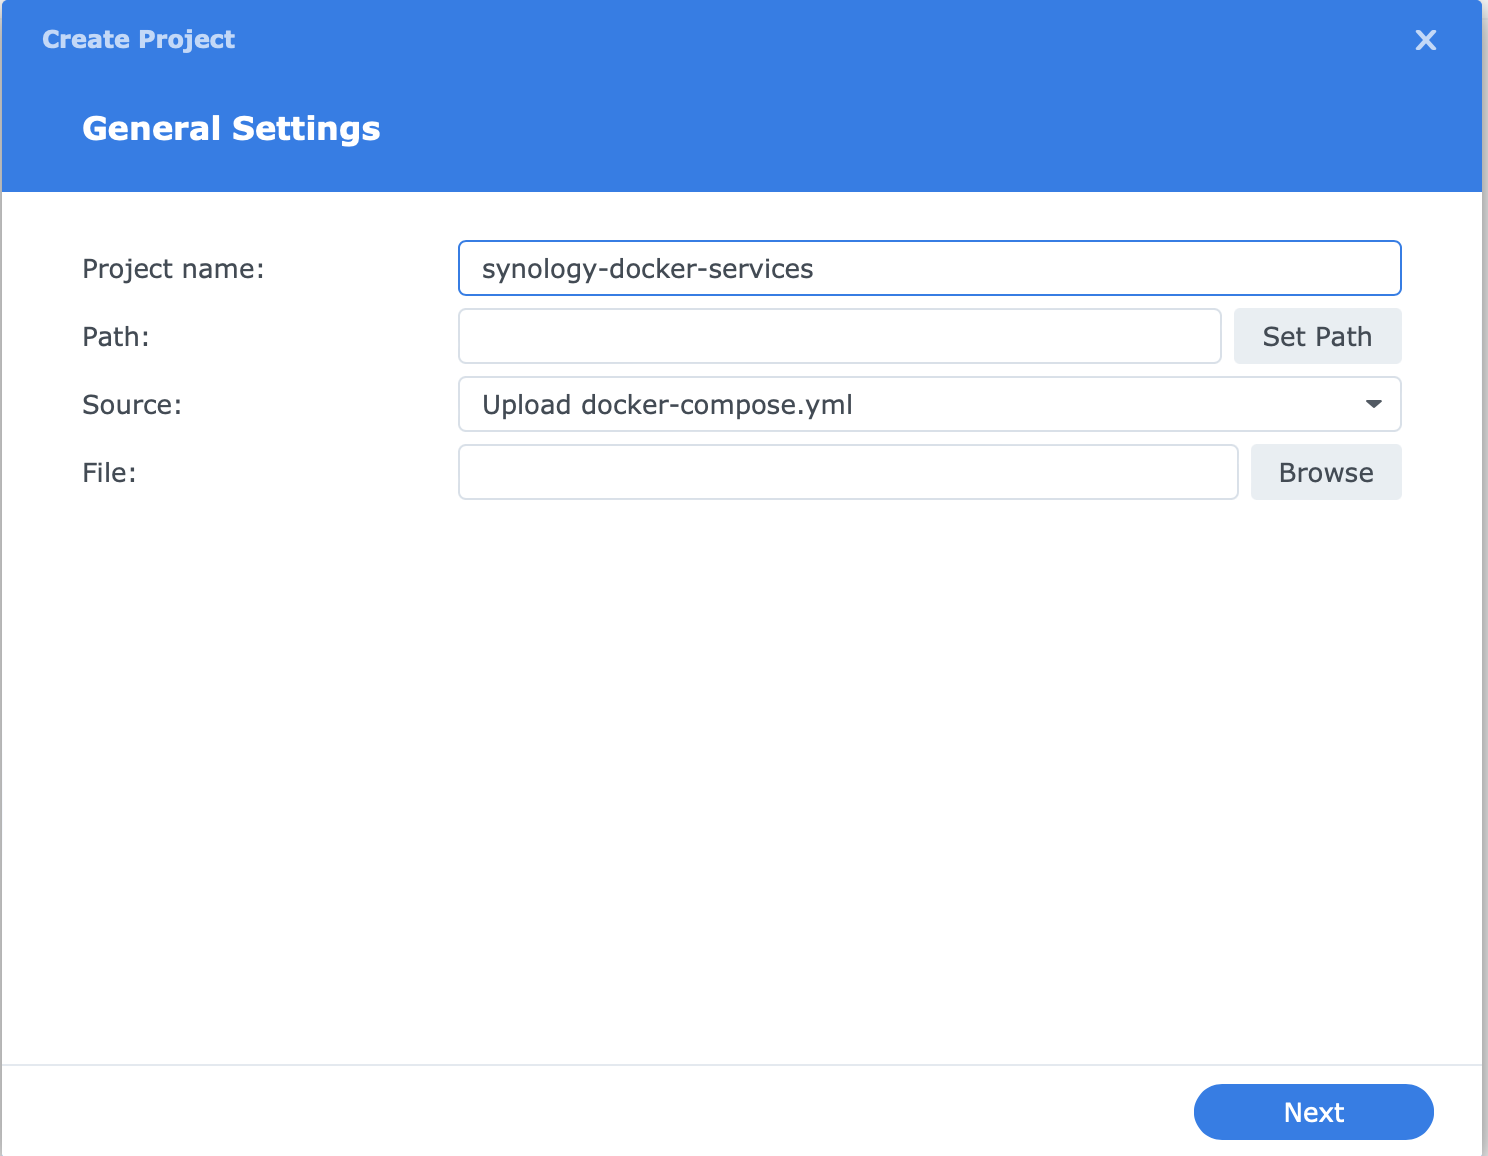 Create Project
General Settings
Project name: synology-docker-services
Path: Set Path
Source: Upload docker-compose.yml
File: Browse
Next